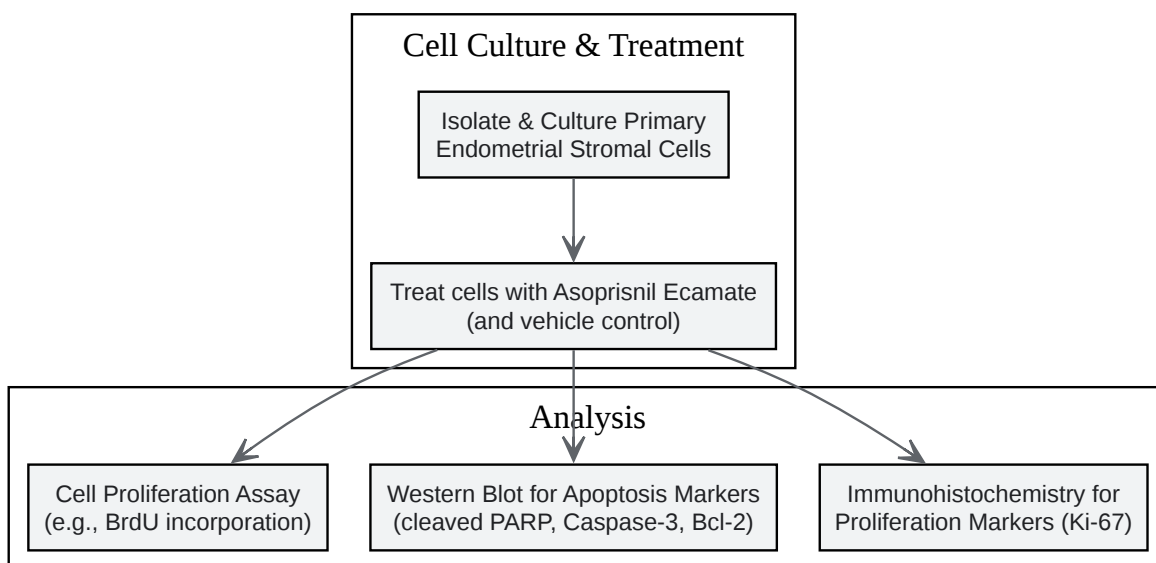 Cell Culture & Treatment
Isolate & Culture Primary
Endometrial Stromal Cells
Treat cells with Asoprisnil Ecamate
(and vehicle control)
Analysis
Cell Proliferation Assay
(e.g., BrdU incorporation)
Western Blot for Apoptosis Markers
(cleaved PARP, Caspase-3, Bcl-2)
Immunohistochemistry for
Proliferation Markers (Ki-67)